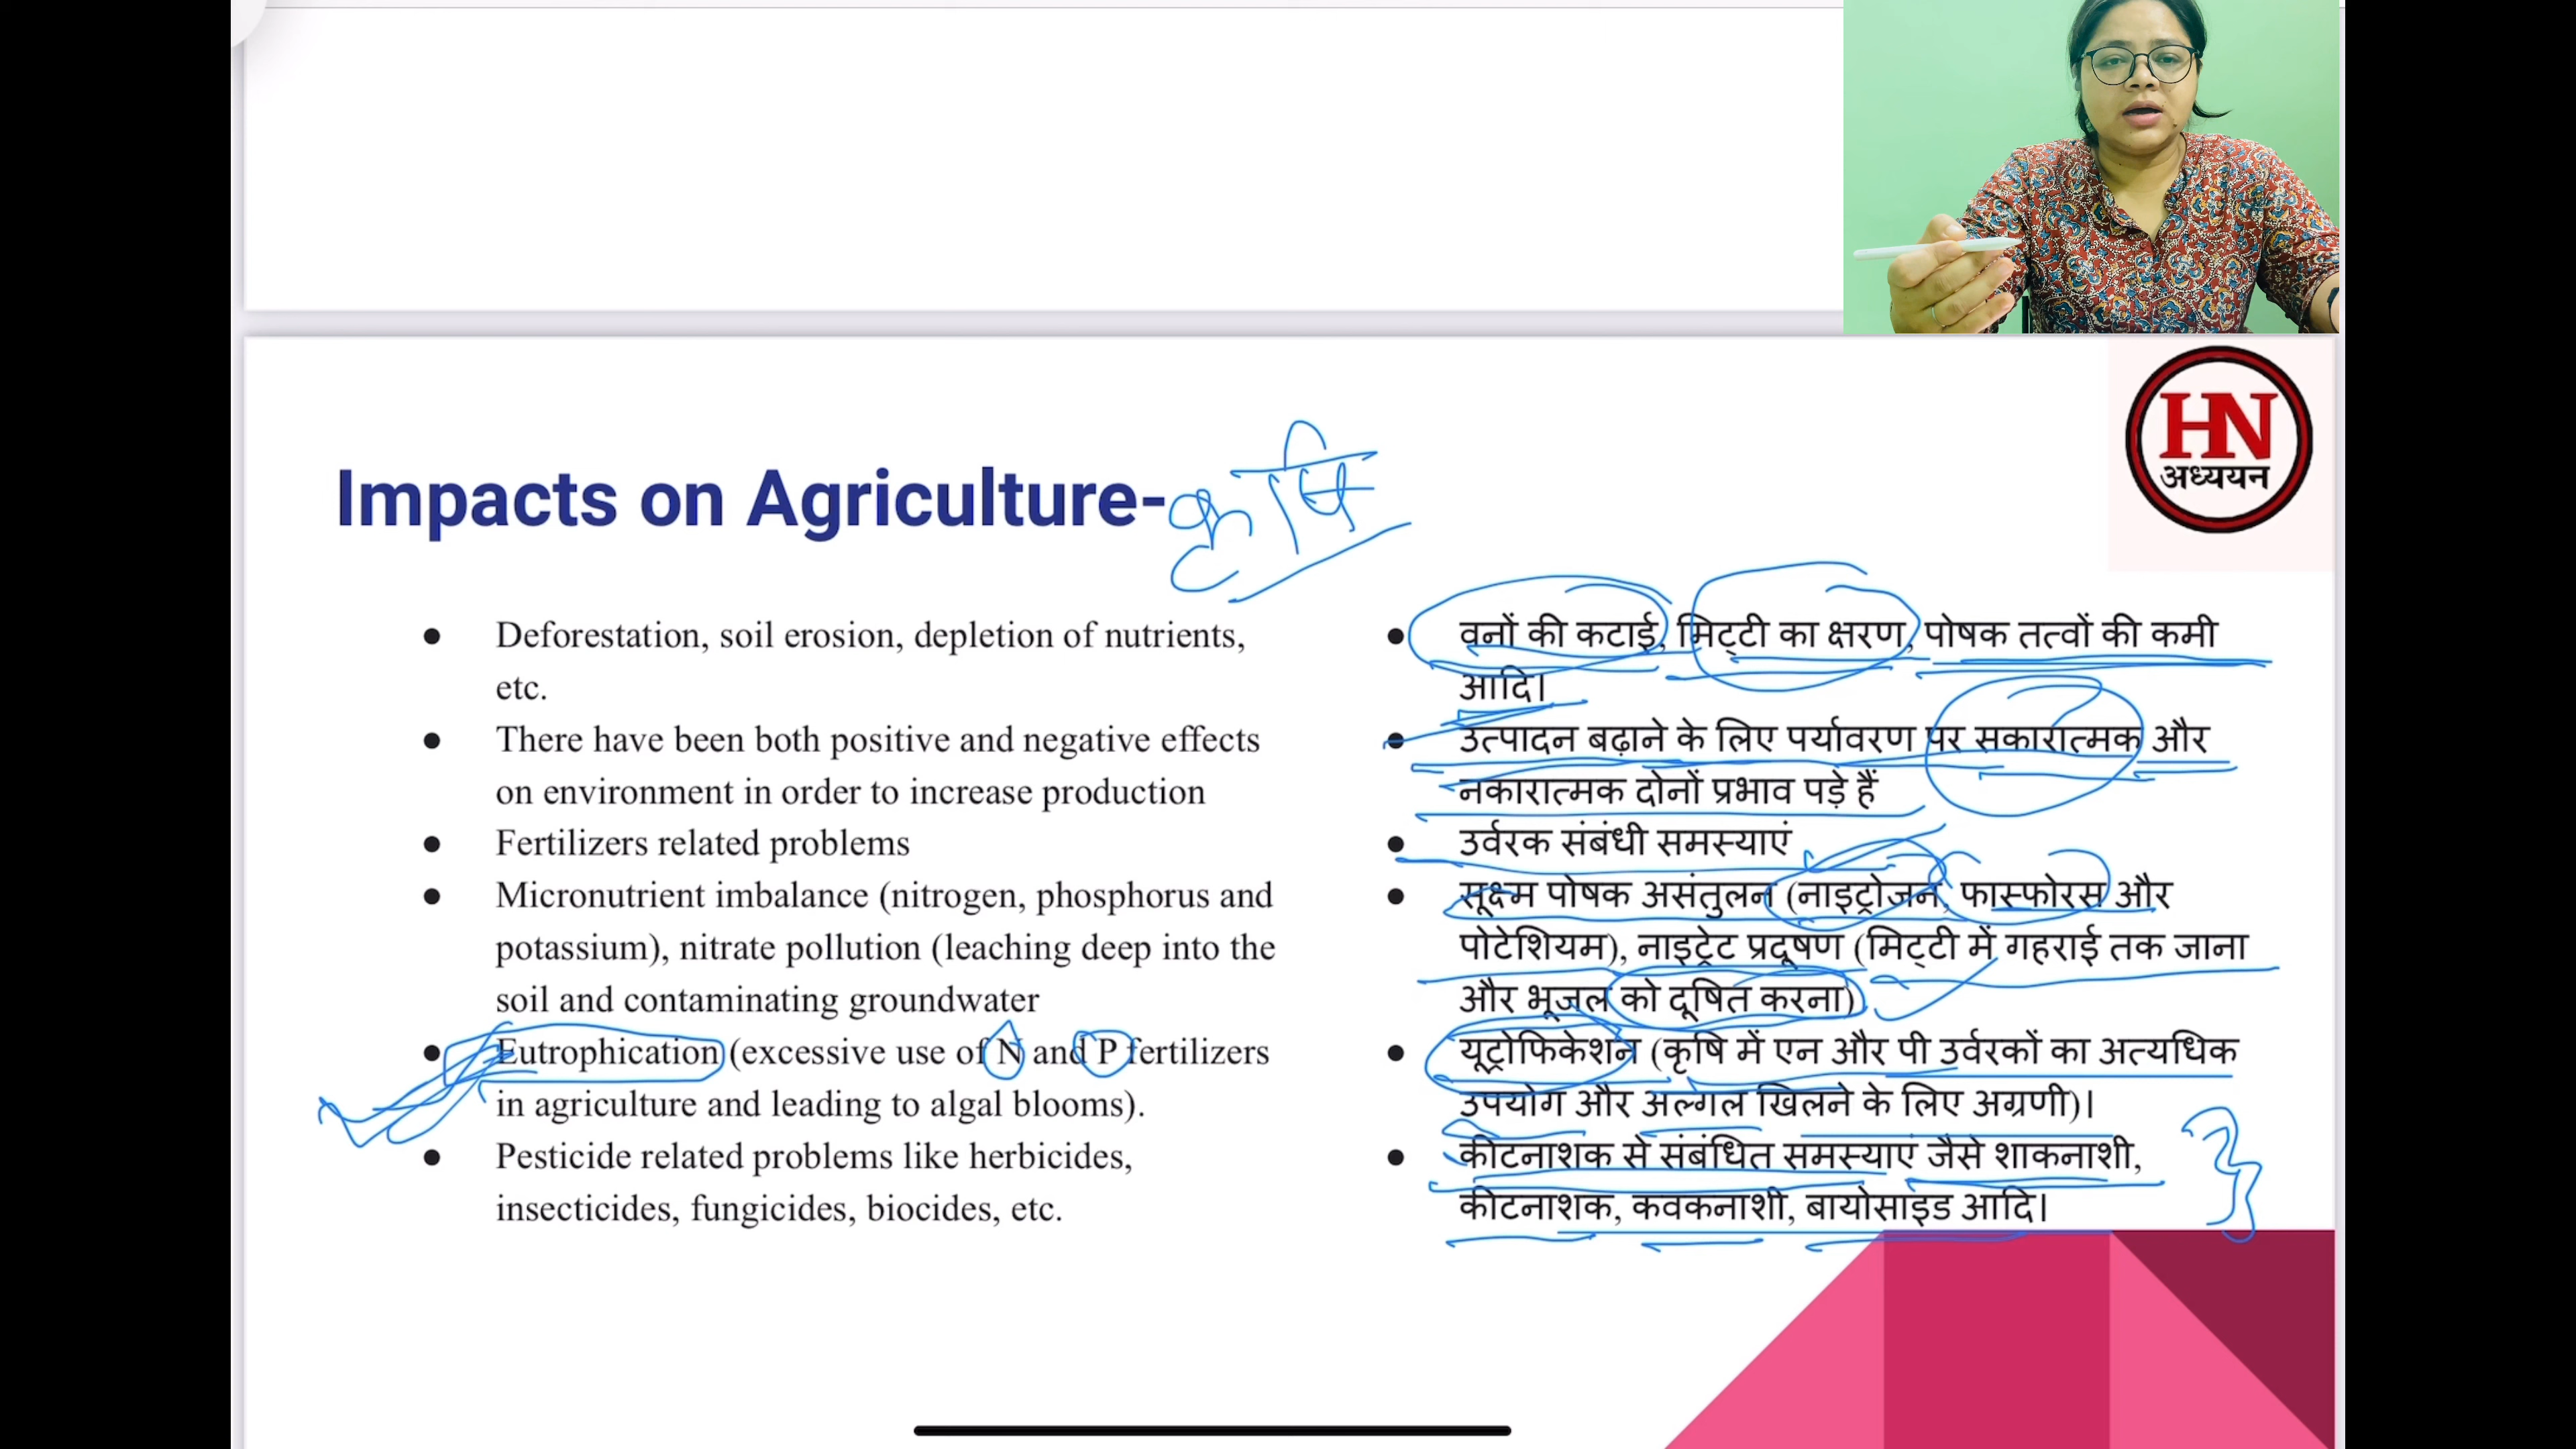 HN
अध्ययन
Impacts on Agriculture-
कृषि
Deforestation, soil erosion, depletion of nutrients,
etc.
There have been both positive and negative effects
on environment in order to increase production
Fertilizers related problems
Micronutrient imbalance (nitrogen, phosphorus and
potassium), nitrate pollution (leaching deep into the
soil and contaminating groundwater
Eutrophication (excessive use of N and P fertilizers
in agriculture and leading to algal blooms).
Pesticide related problems like herbicides,
insecticides, fungicides, biocides, etc.
वनों की कटाई, मिट्टी का क्षरण, पोषक तत्वों की कमी
आदि।
उत्पादन बढ़ाने के लिए पर्यावरण पर सकारात्मक और
नकारात्मक दोनों प्रभाव पड़े हैं
उर्वरक संबंधी समस्याएं
सूक्ष्म पोषक असंतुलन (नाइट्रोजन, फास्फोरस और
पोटेशियम), नाइट्रेट प्रदूषण (मिट्टी में गहराई तक जाना
और भूजल को दूषित करना)
यूट्रोफिकेशन (कृषि में एन और पी उर्वरकों का अत्यधिक
उपयोग और अल्गल खिलने के लिए अग्रणी)।
कीटनाशक से संबंधित समस्याएं जैसे शाकनाशी,
कीटनाशक, कवकनाशी, बायोसाइड आदि।